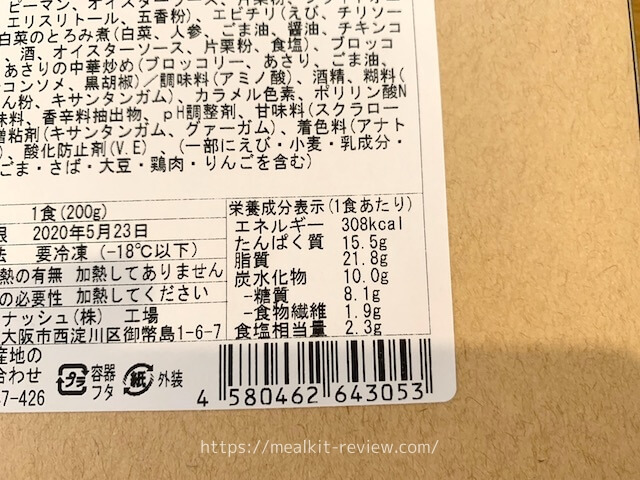 ピーマン、オイスターソース、片栗粉、
エリスリトール、五香粉)、エビチリ(えび、チリソー
白菜のとろみ煮(白菜、人参、ごま油、醤油、チキンコ
、酒、オイスターソース、片栗粉、食塩)、ブロッコ
あさりの中華炒め(ブロッコリー、あさり、ごま油、
コンソメ、黒胡椒)／調味料(アミノ酸)、酒精、糊料(
ん粉、キサンタンガム)、カラメル色素、ポリリン酸N
味料、香辛料抽出物、pH調整剤、甘味料(スクラロー
増粘剤(キサンタンガム、グァーガム)、着色料(アナト
、酸化防止剤(V.E)、(一部にえび・小麦・乳成分・
ごま・さば・大豆・鶏肉・りんごを含む)
1食(200g)
限 2020年5月23日
法 要冷凍(-18℃以下)
熱の有無 加熱してありません
の必要性 加熱してください
ナッシュ(株) 工場
大阪市西淀川区御幣島1-6-7
栄養成分表示(1食あたり)
エネルギー 308kcal
たんぱく質 15.5g
脂質 21.8g
炭水化物 10.0g
-糖質 8.1g
-食物繊維 1.9g
食塩相当量 2.3g
産地の
合わせ
7-426
プラ 容器
フタ
紙 外装
4 580462 643053
https://mealkit-review.com/